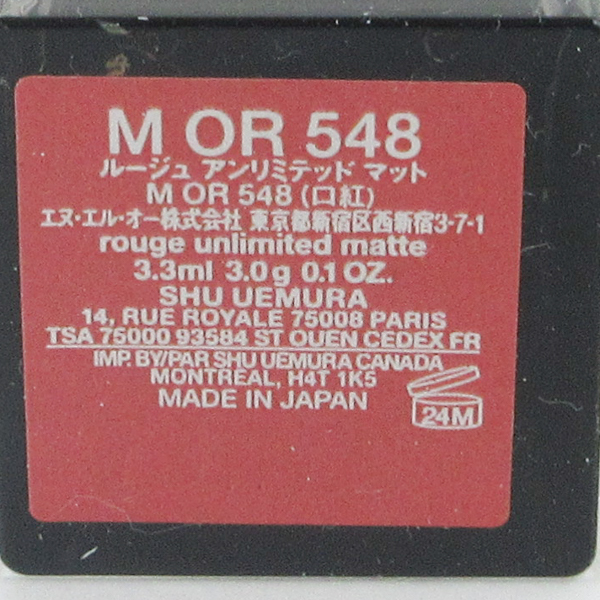 M OR 548
ルージュ アンリミテッド マット
M OR 548 (口紅)
エヌ・エル・オー株式会社 東京都新宿区西新宿3-7-1
rouge unlimited matte
3.3ml 3.0g 0.1 OZ.
SHU UEMURA
14, RUE ROYALE 75008 PARIS
TSA 75000 93584 ST OUEN CEDEX FR
IMP. BY/PAR SHU UEMURA CANADA
MONTREAL, H4T 1K5
MADE IN JAPAN
24M